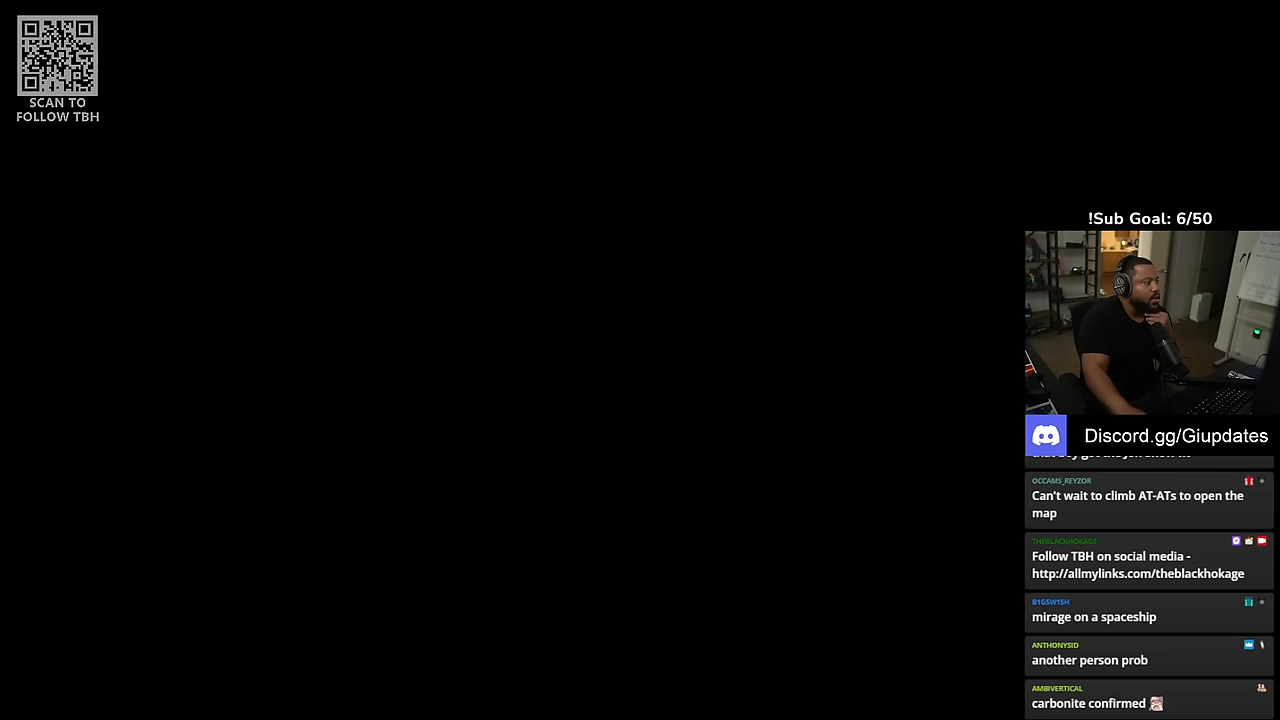 SCAN TO
FOLLOW TBH
!Sub Goal: 6/50
Discord.gg/Giupdates
OCCAMS_REYZOR
Can't wait to climb AT-ATs to open the
map
THEBLACKHOKAGE
Follow TBH on social media -
http://allmylinks.com/theblackhokage
B1GSW1SH
mirage on a spaceship
ANTHONYSID
another person prob
AMBIVERTICAL
carbonite confirmed